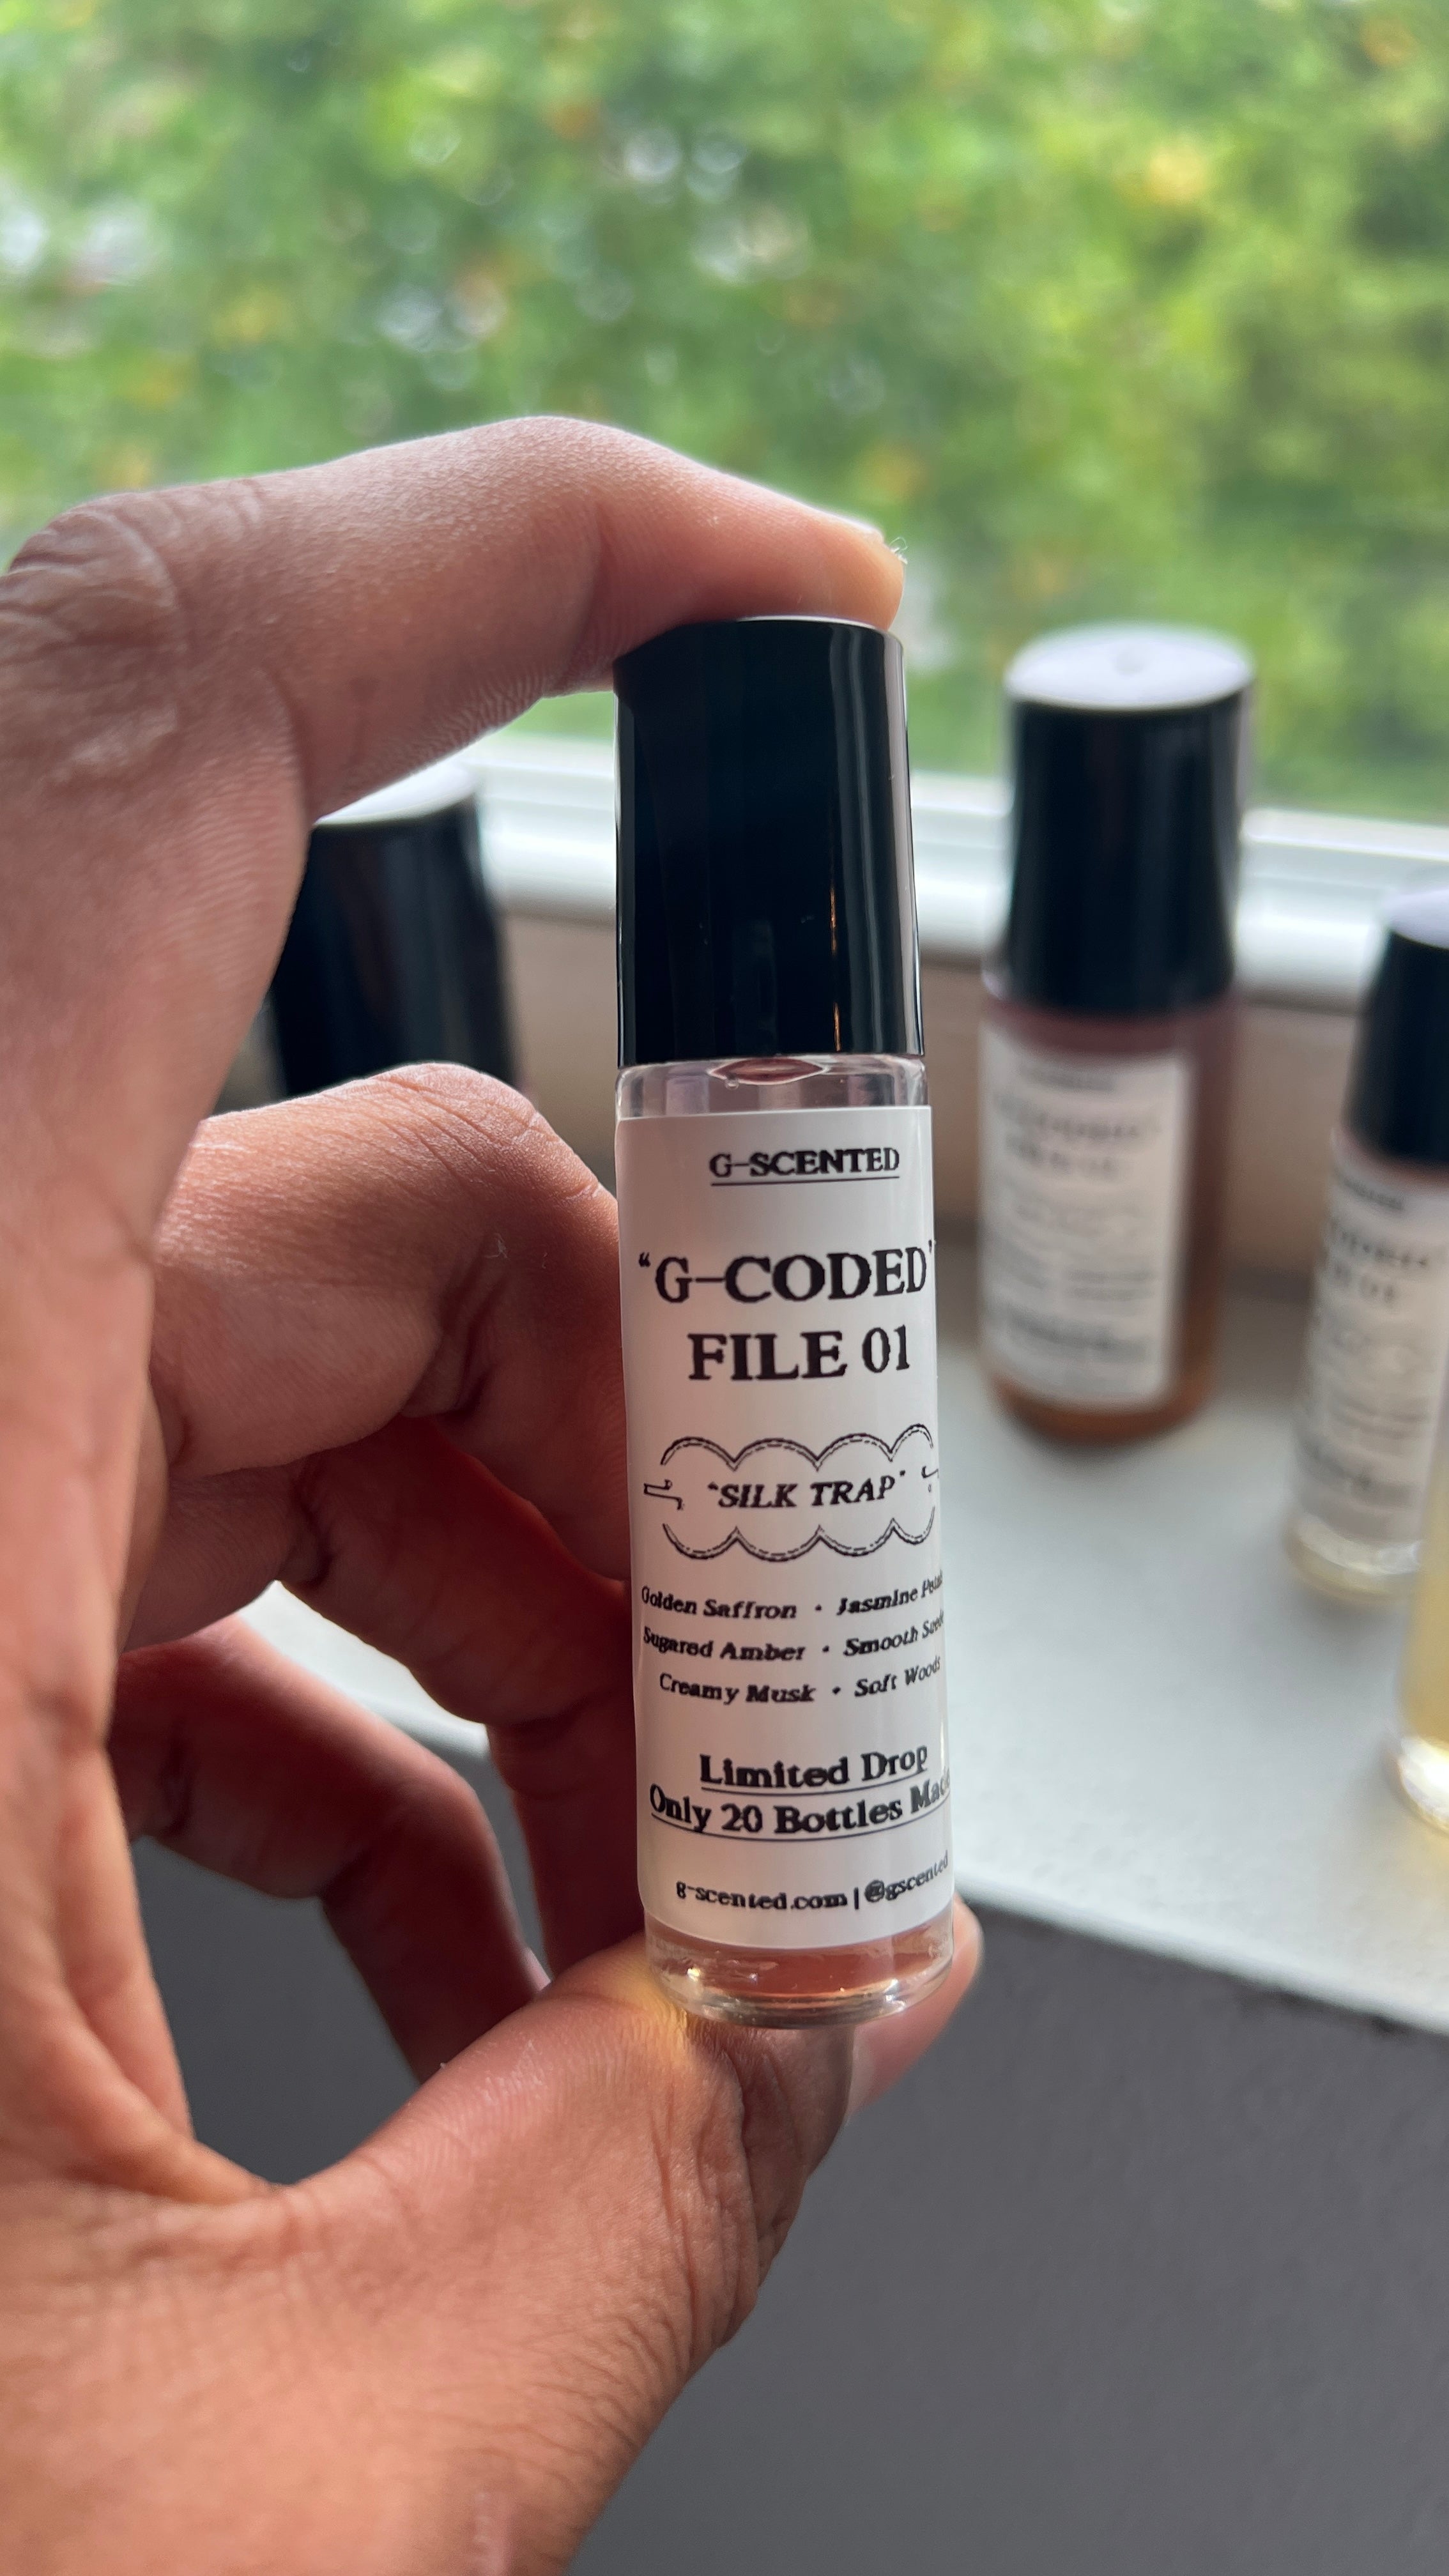 G-SCENTED
“G-CODED”
FILE 01
“SILK TRAP”
Golden Saffron • Jasmine
Sugared Amber • Smooth
Creamy Musk • Soft Woods
Limited Drop
Only 20 Bottles Made
g-scented.com | @gscented